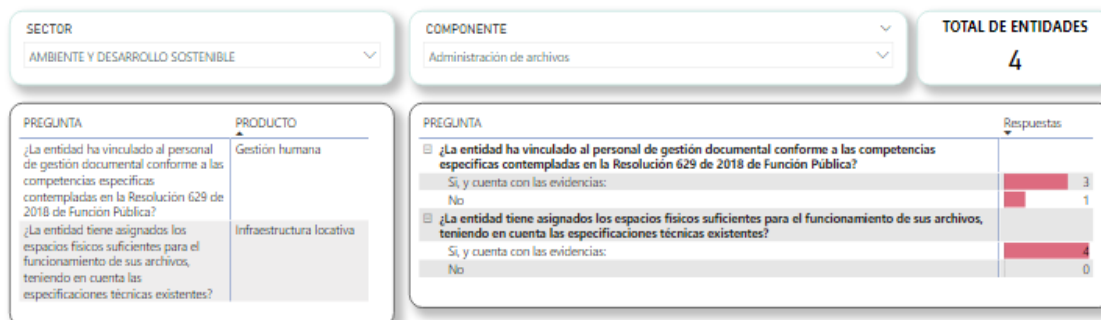 SECTOR
AMBIENTE Y DESARROLLO SOSTENIBLE
COMPONENTE
Administración de archivos
TOTAL DE ENTIDADES
4
PREGUNTA PRODUCTO
¿La entidad ha vinculado al personal Gestión humana
de gestión documental conforme a las
competencias específicas
contempladas en la Resolución 629 de
2018 de Función Pública?
¿La entidad tiene asignados los Infraestructura locativa
espacios físicos suficientes para el
funcionamiento de sus archivos,
teniendo en cuenta las
especificaciones técnicas existentes?
PREGUNTA Respuestas
¿La entidad ha vinculado al personal de gestión documental conforme a las competencias
específicas contempladas en la Resolución 629 de 2018 de Función Pública?
Si, y cuenta con las evidencias: 3
No 1
¿La entidad tiene asignados los espacios físicos suficientes para el funcionamiento de sus archivos,
teniendo en cuenta las especificaciones técnicas existentes?
Si, y cuenta con las evidencias: 4
No 0